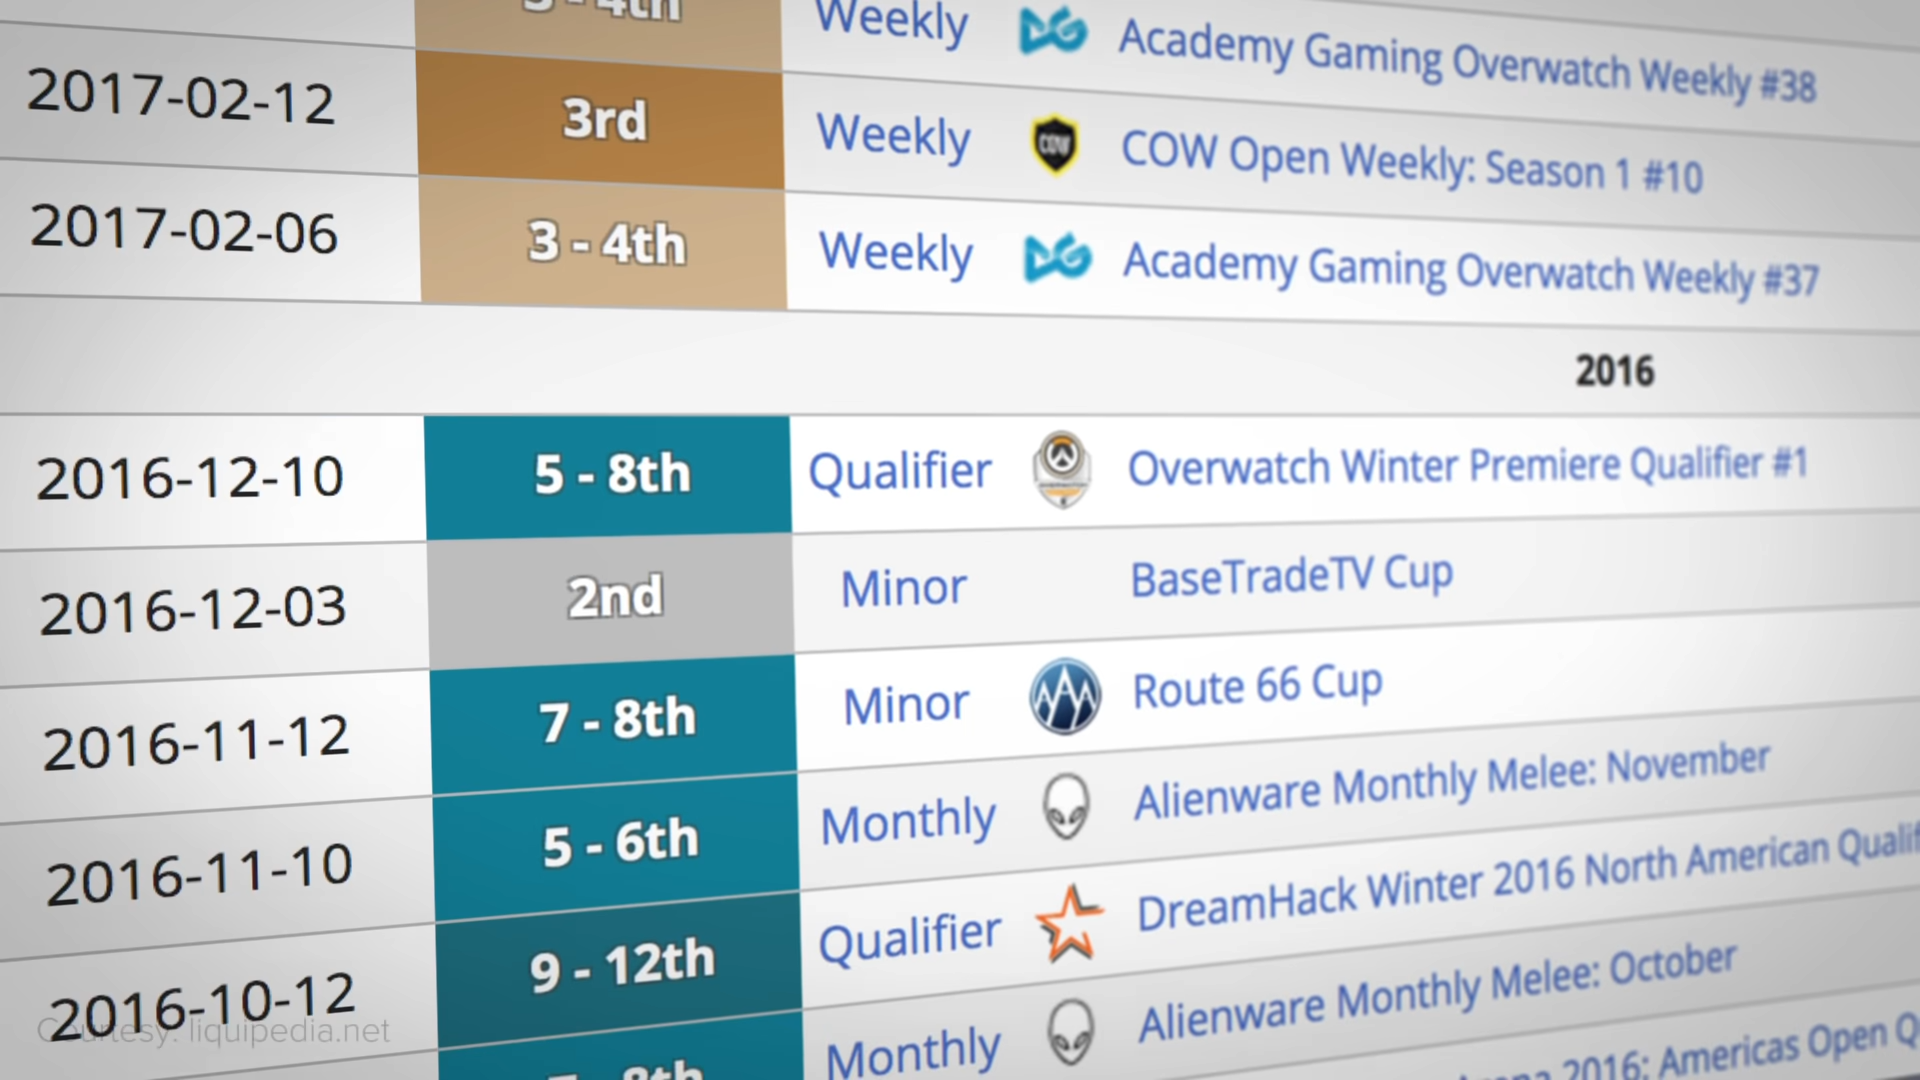 3 - 4th Weekly Academy Gaming Overwatch Weekly #38
2017-02-12 3rd Weekly COW COW Open Weekly: Season 1 #10
2017-02-06 3 - 4th Weekly Academy Gaming Overwatch Weekly #37
2016
2016-12-10 5 - 8th Qualifier Overwatch Winter Premiere Qualifier #1
2016-12-03 2nd Minor BaseTradeTV Cup
2016-11-12 7 - 8th Minor Route 66 Cup
2016-11-10 5 - 6th Monthly Alienware Monthly Melee: November
2016-10-12 9 - 12th Qualifier DreamHack Winter 2016 North American Qualif
7 - 8th Monthly Alienware Monthly Melee: October
2016: Americas Open Q
Courtesy: liquipedia.net